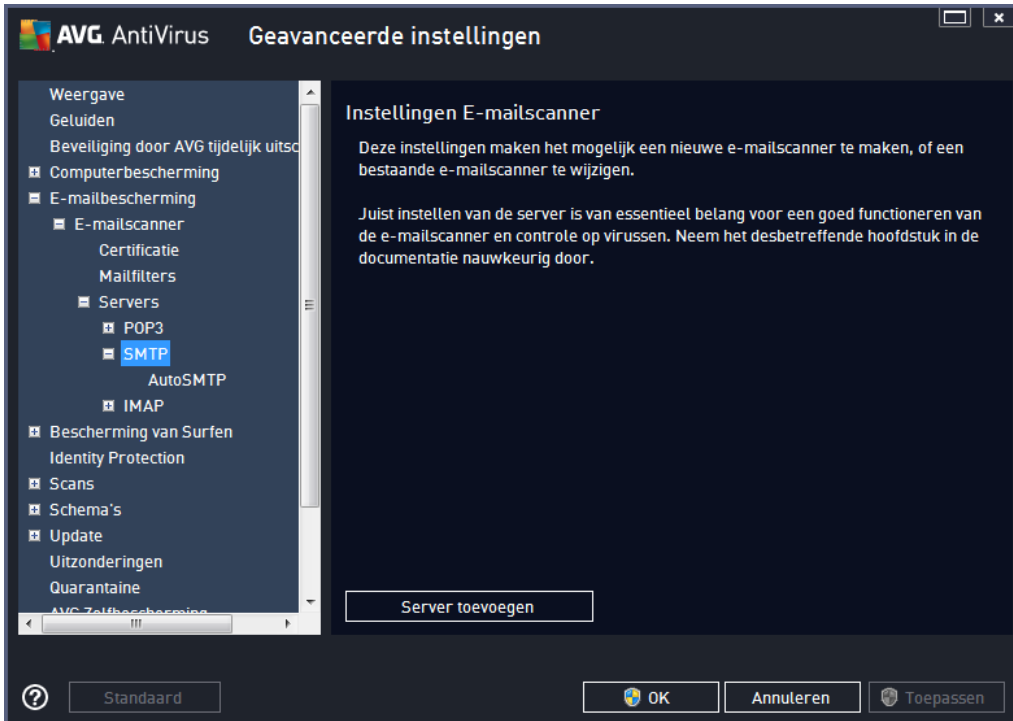 AVG AntiVirus Geavanceerde instellingen
Weergave
Geluiden
Beveiliging door AVG tijdelijk uitsc
Computerbescherming
E-mailbescherming
E-mailscanner
Certificatie
Mailfilters
Servers
POP3
SMTP
AutoSMTP
IMAP
Bescherming van Surfen
Identity Protection
Scans
Schema's
Update
Uitzonderingen
Quarantaine
AVG Zelfbescherming
Instellingen E-mailscanner
Deze instellingen maken het mogelijk een nieuwe e-mailscanner te maken, of een
bestaande e-mailscanner te wijzigen.
Juist instellen van de server is van essentieel belang voor een goed functioneren van
de e-mailscanner en controle op virussen. Neem het desbetreffende hoofdstuk in de
documentatie nauwkeurig door.
Server toevoegen
Standaard
OK
Annuleren
Toepassen